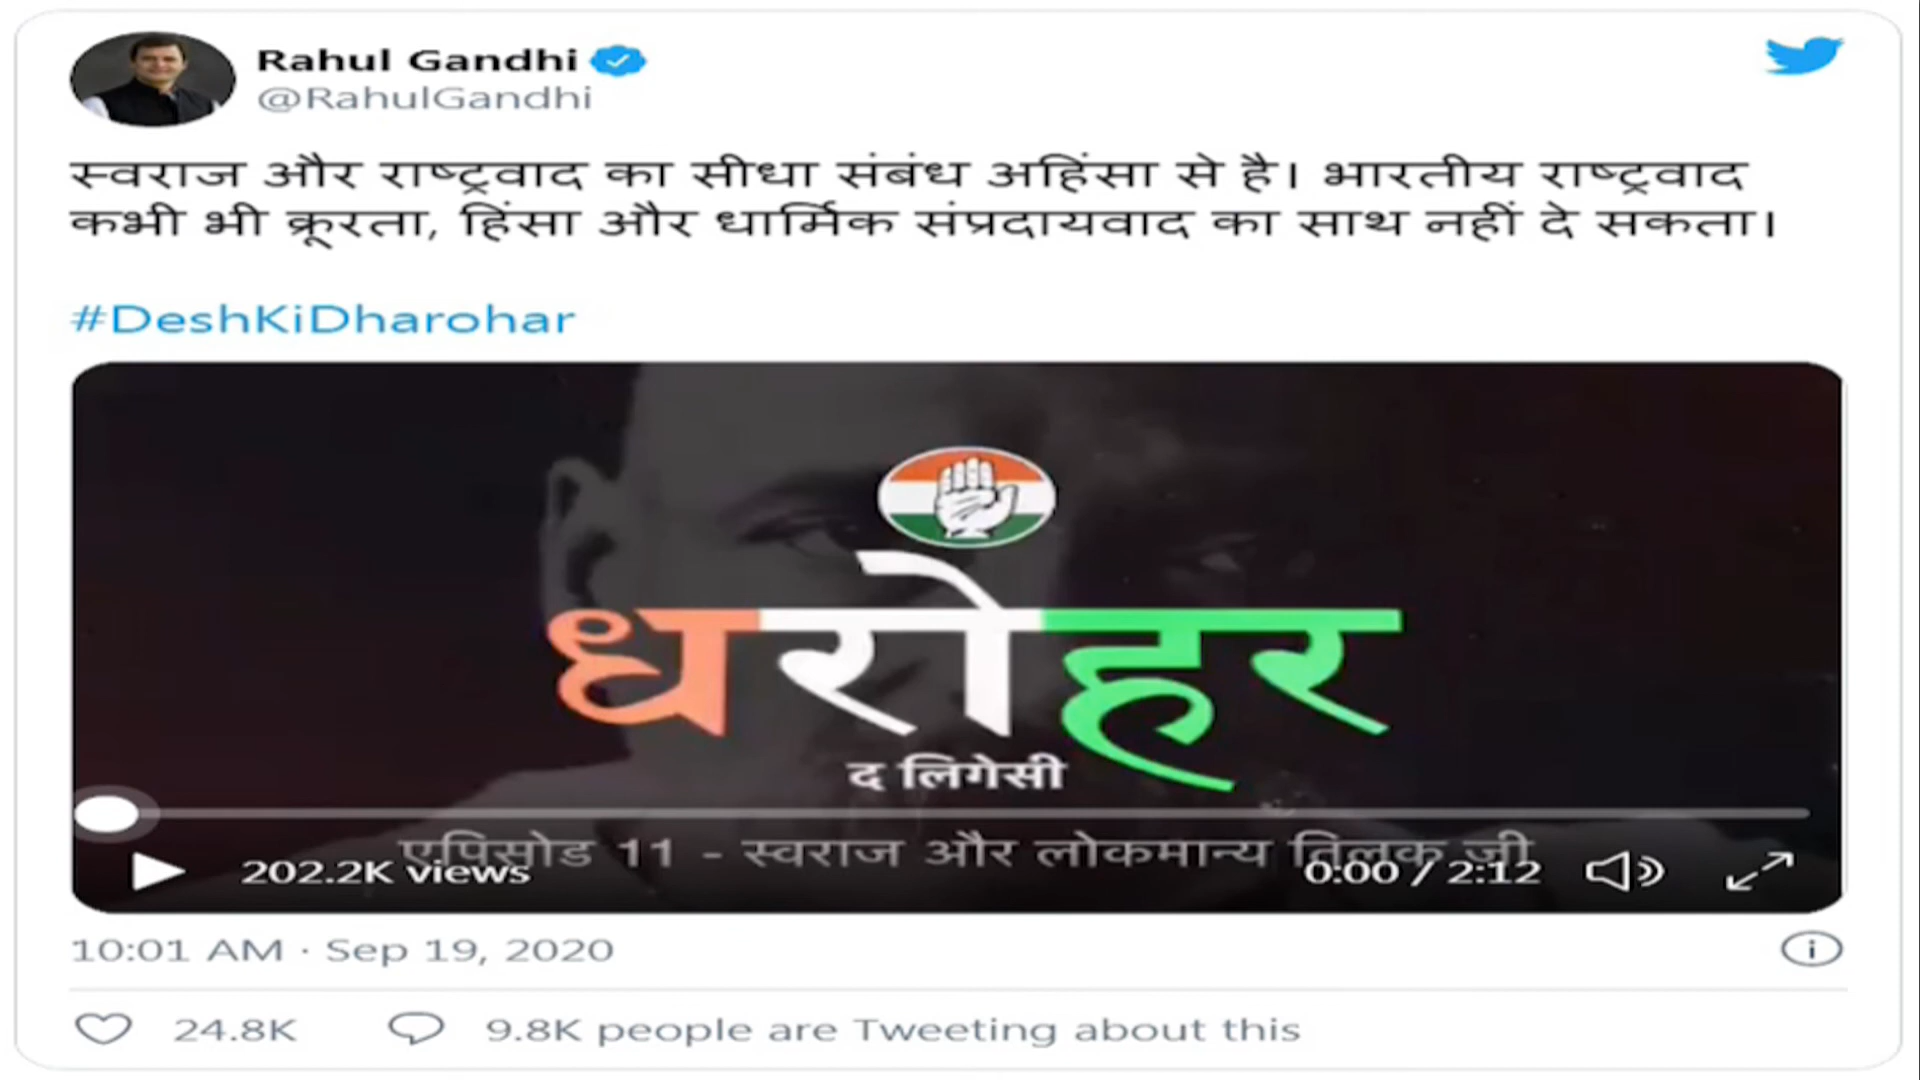 Rahul Gandhi
@RahulGandhi
स्वराज और राष्ट्रवाद का सीधा संबंध अहिंसा से है। भारतीय राष्ट्रवाद
कभी भी क्रूरता, हिंसा और धार्मिक संप्रदायवाद का साथ नहीं दे सकता।
#DeshKiDharohar
धरोहर
द लिगेसी
एपिसोड 11 - स्वराज और लोकमान्य तिलक जी
202.2K views 0:00 / 2:12
10:01 AM · Sep 19, 2020
24.8K 9.8K people are Tweeting about this